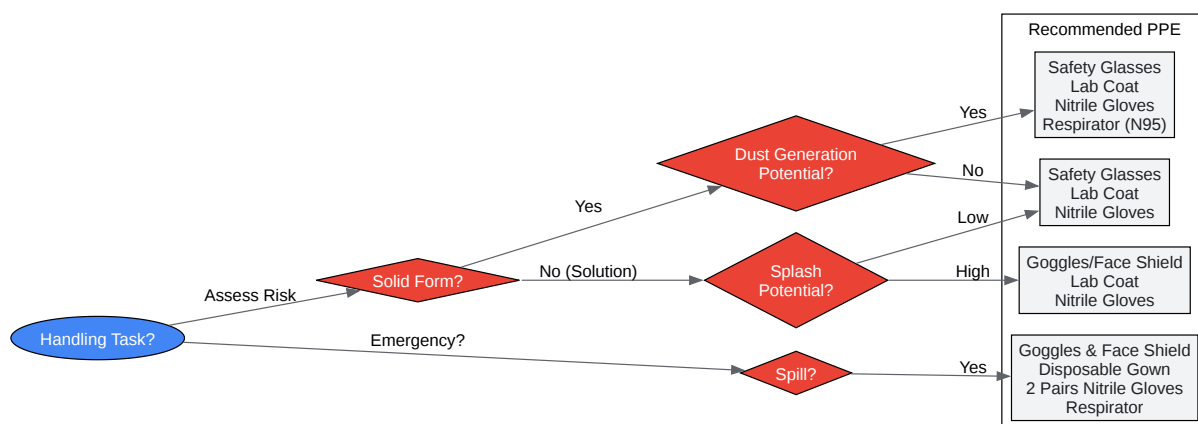 Recommended PPE
Safety Glasses
Lab Coat
Nitrile Gloves
Respirator (N95)
Yes
Dust Generation
Potential?
No
Safety Glasses
Lab Coat
Nitrile Gloves
Yes
Low
Solid Form?
No (Solution)
Splash
Potential?
High
Goggles/Face Shield
Lab Coat
Nitrile Gloves
Assess Risk
Handling Task?
Emergency?
Spill?
Yes
Goggles & Face Shield
Disposable Gown
2 Pairs Nitrile Gloves
Respirator